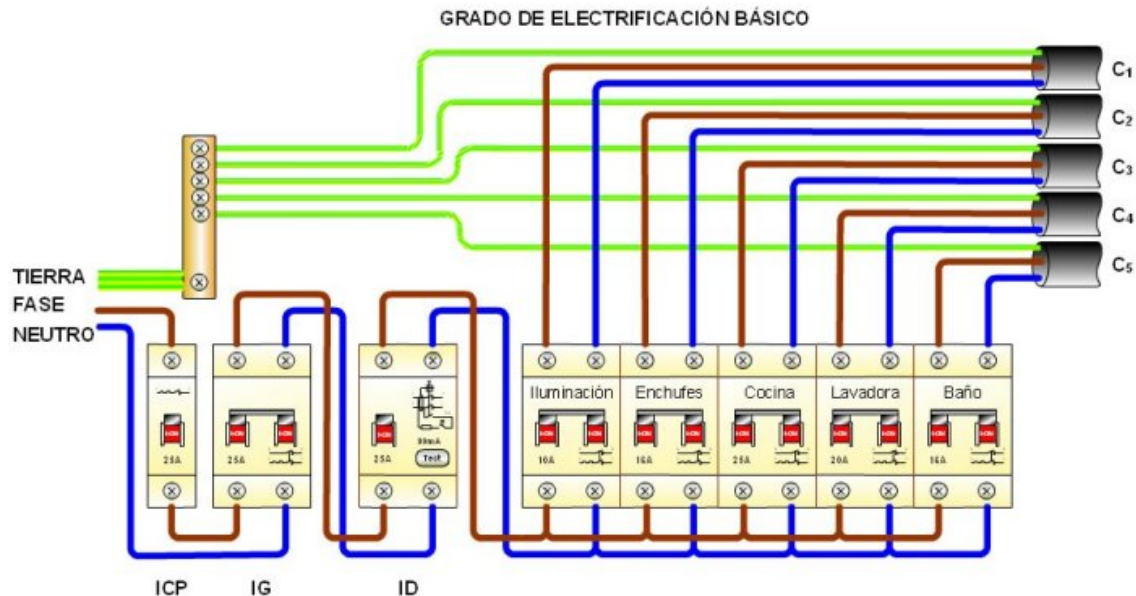 GRADO DE ELECTRIFICACIÓN BÁSICO
C1
C2
C3
C4
C5
TIERRA
FASE
NEUTRO
Iluminación
Enchufes
Cocina
Lavadora
Baño
25A
25A
25A
Test
10A
16A
25A
20A
16A
ICP
IG
ID